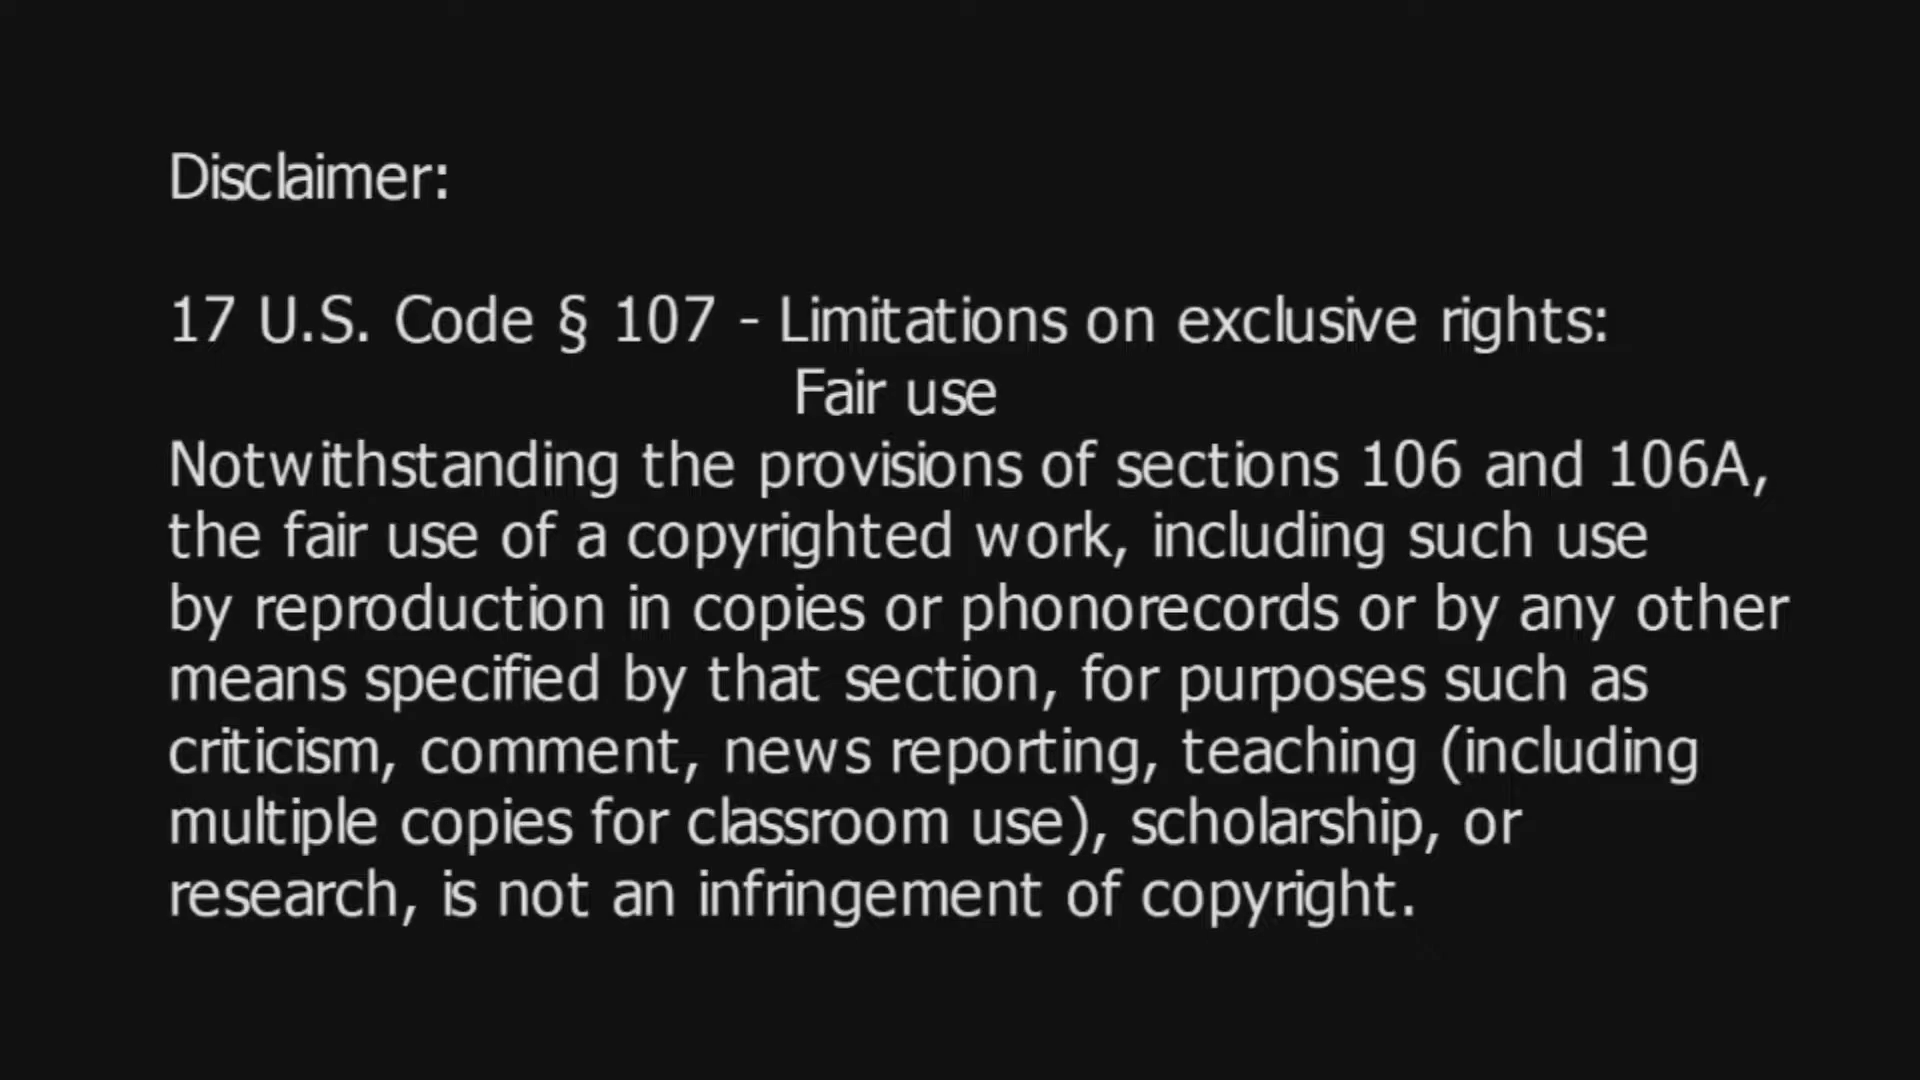 Disclaimer:
17 U.S. Code § 107 - Limitations on exclusive rights:
Fair use
Notwithstanding the provisions of sections 106 and 106A,
the fair use of a copyrighted work, including such use
by reproduction in copies or phonorecords or by any other
means specified by that section, for purposes such as
criticism, comment, news reporting, teaching (including
multiple copies for classroom use), scholarship, or
research, is not an infringement of copyright.